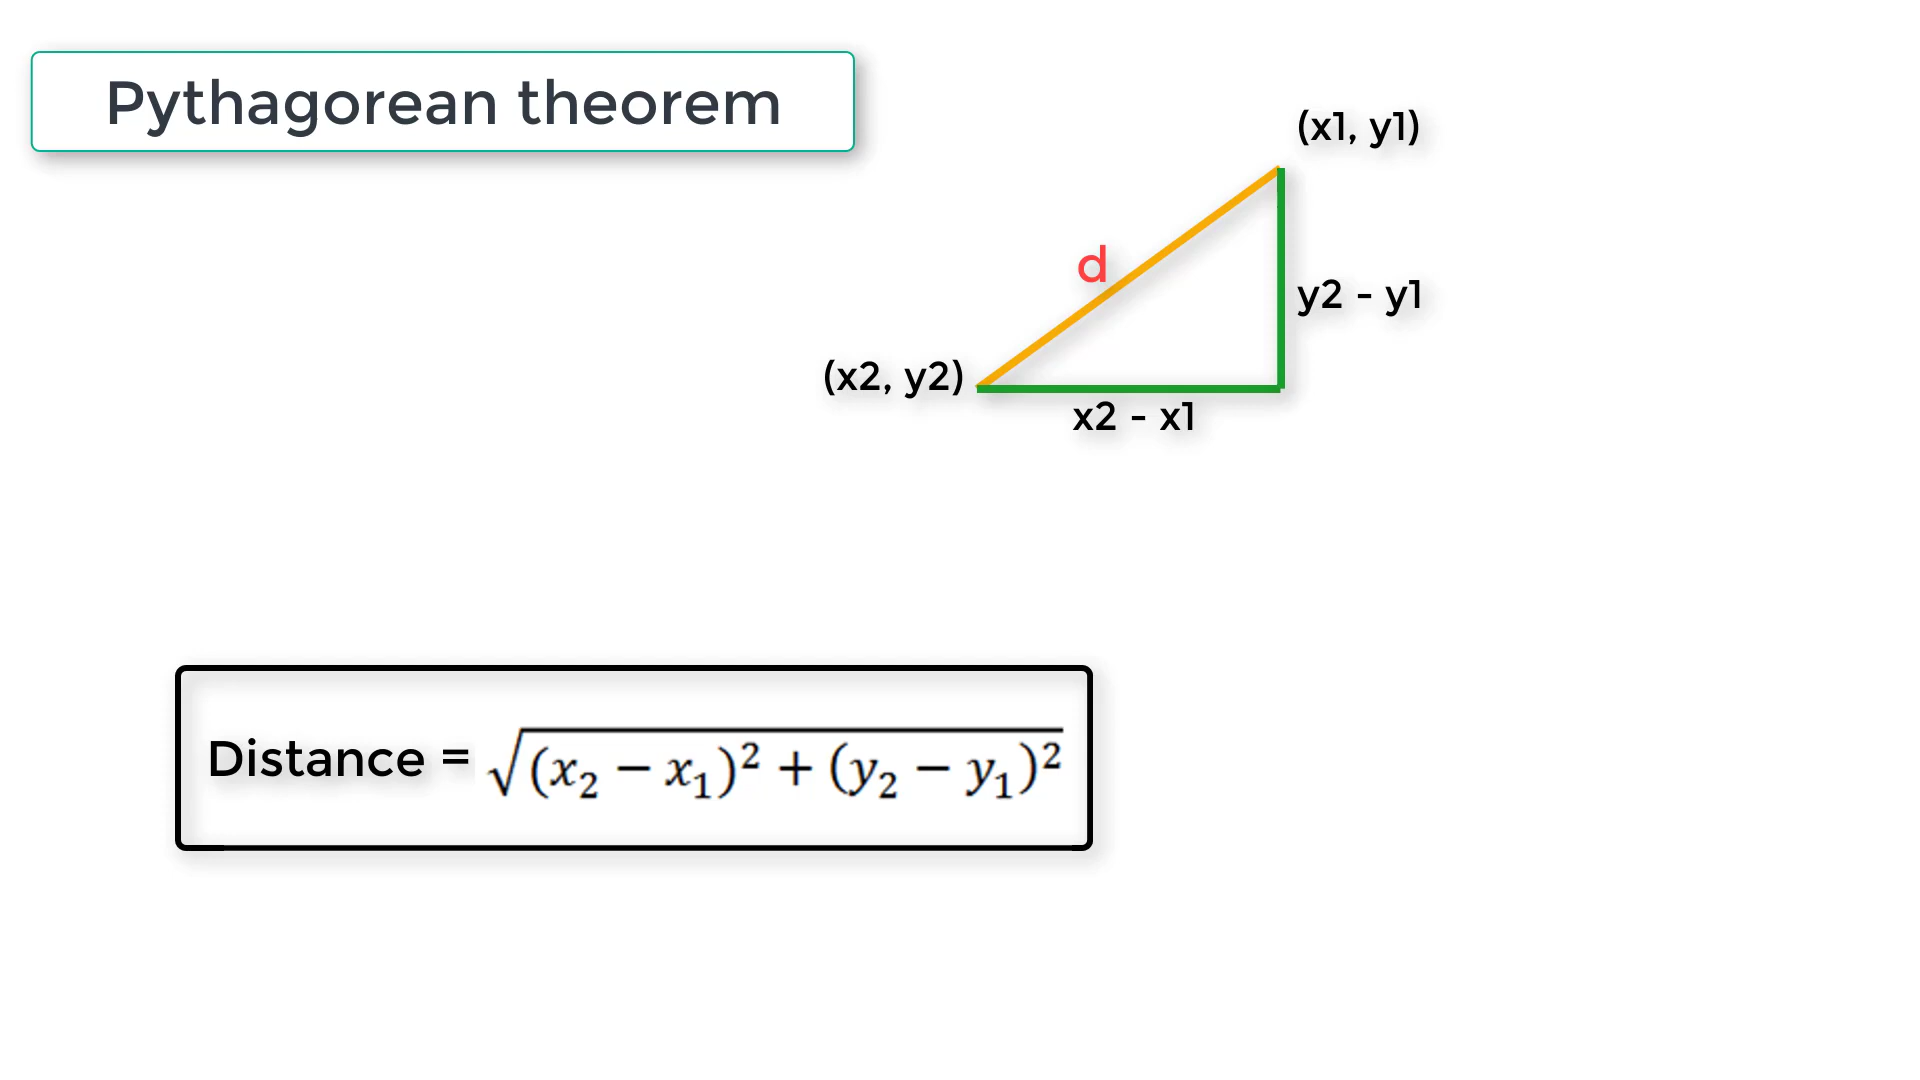 Pythagorean theorem
(x1, y1)
d
y2 - y1
(x2, y2)
x2 - x1
Distance = √(x₂ − x₁)² + (y₂ − y₁)²